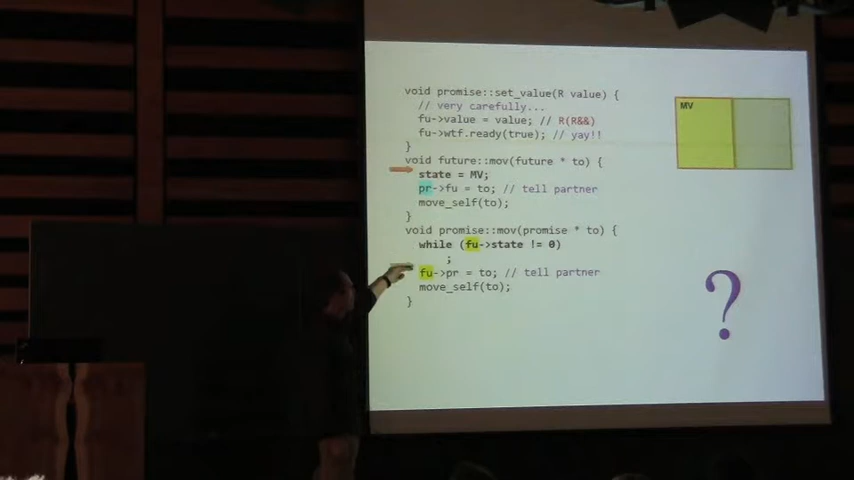 void promise::set_value(R value) {
// very carefully...
fu->value = value; // R(R&&)
fu->wtf.ready(true); // yay!!
}
void future::mov(future * to) {
state = MV;
pr->fu = to; // tell partner
move_self(to);
}
void promise::mov(promise * to) {
while (fu->state != 0)
;
fu->pr = to; // tell partner
move_self(to);
}
MV
?